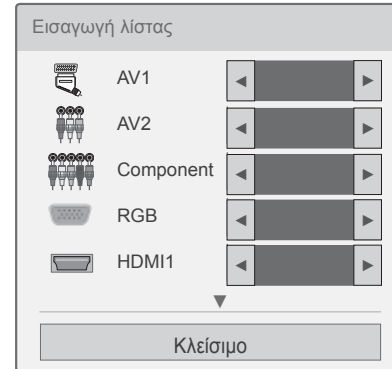 Εισαγωγή λίστας
AV1
AV2
Component
RGB
HDMI1
Κλείσιμο